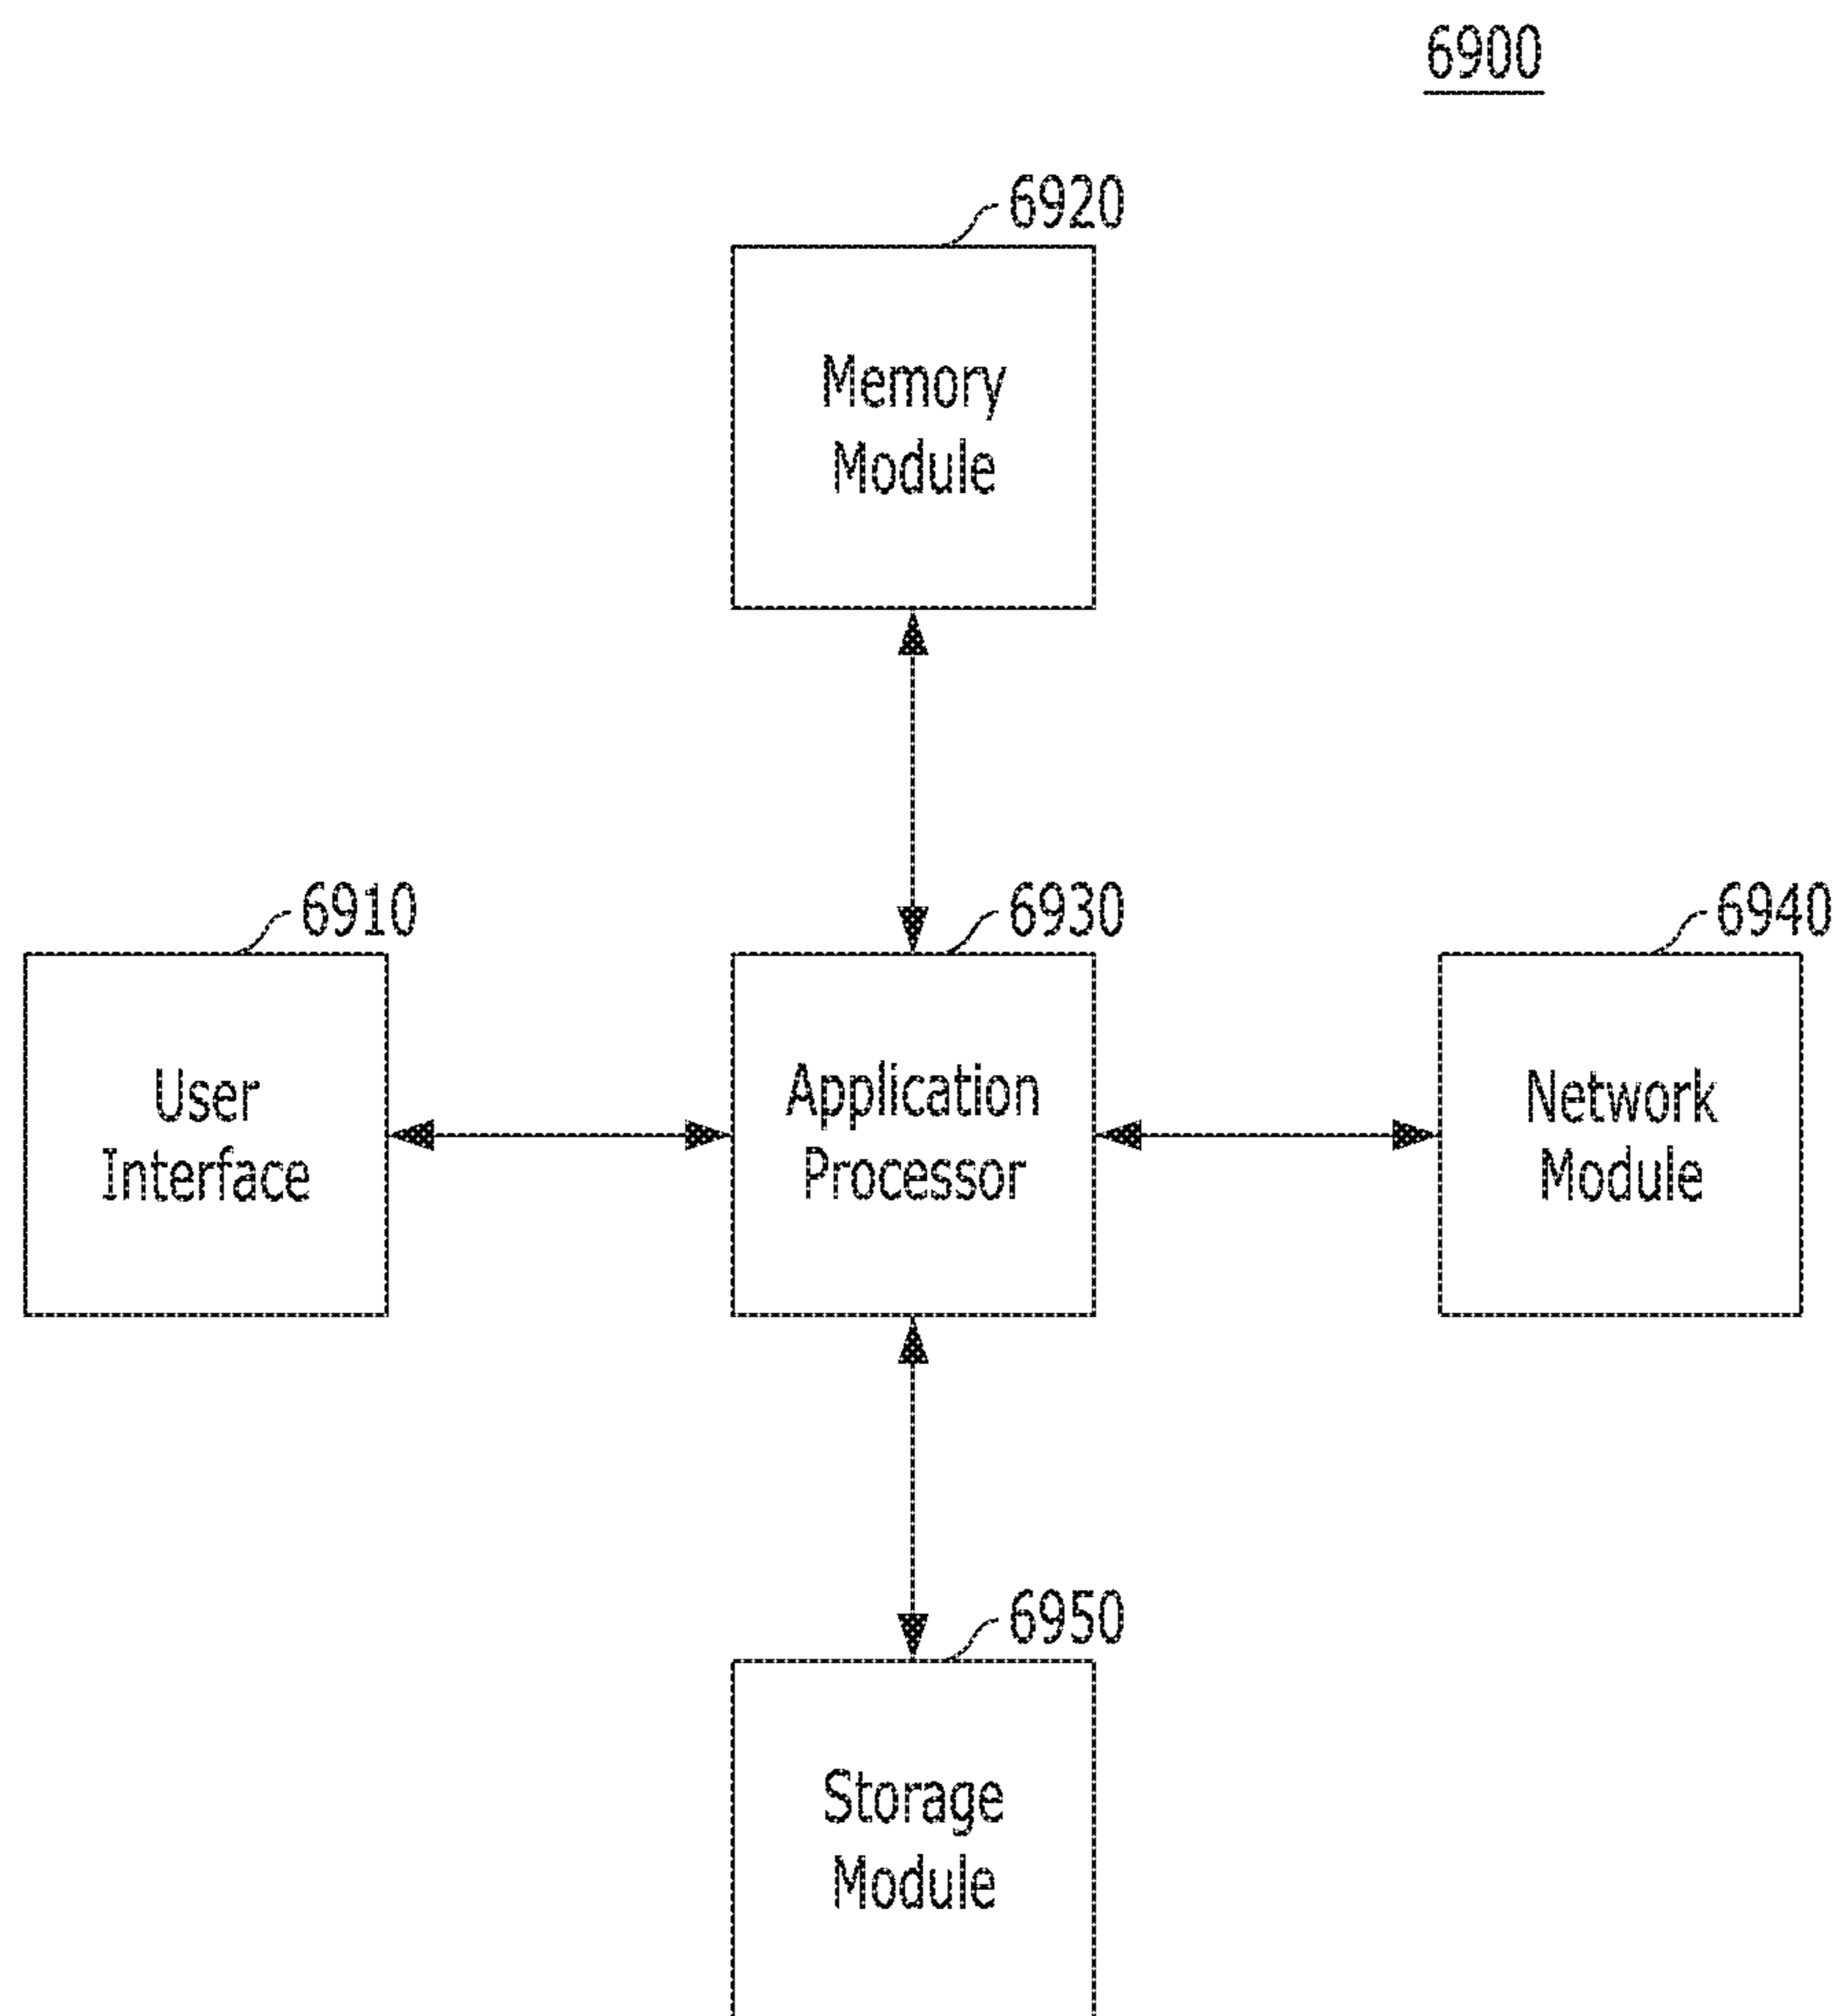 6900
6920
Memory
Module
6910
6930
6940
User
Interface
Application
Processor
Network
Module
6950
Storage
Module